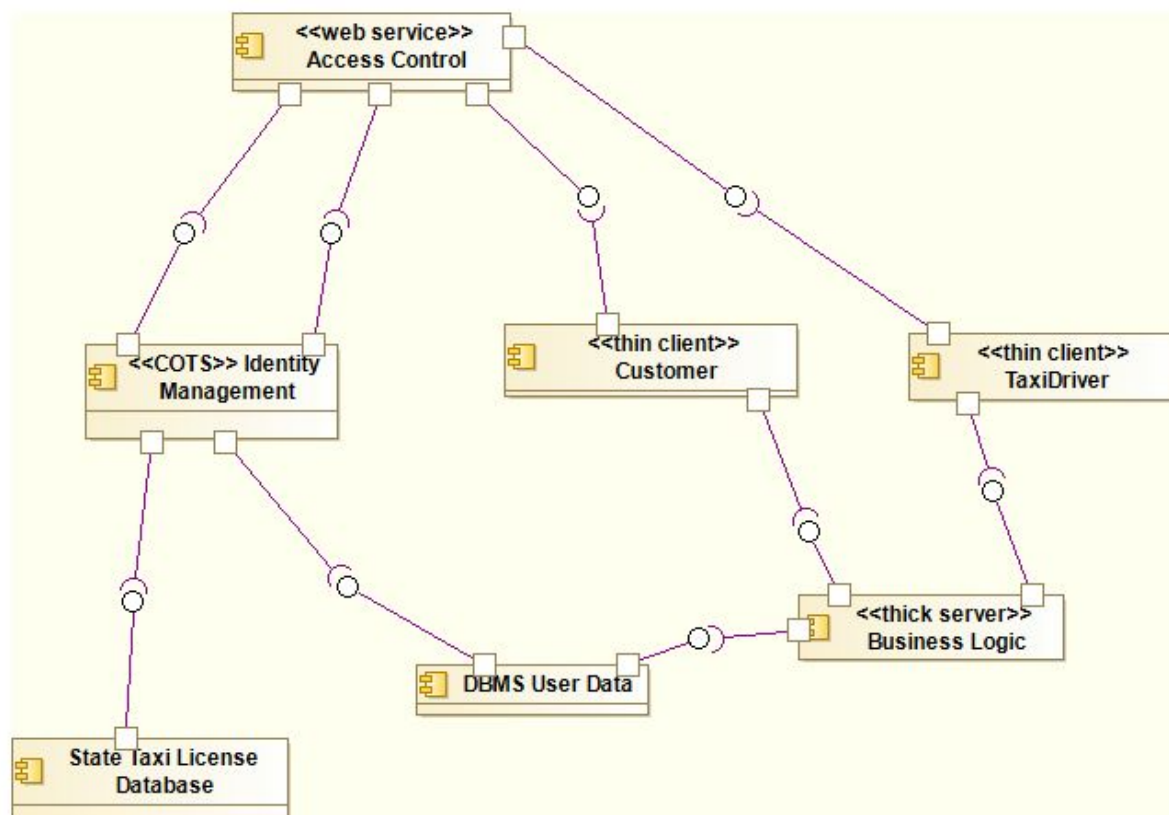 <<web service>>
Access Control
<<COTS>> Identity
Management
<<thin client>>
Customer
<<thin client>>
TaxiDriver
<<thick server>>
Business Logic
DBMS User Data
State Taxi License
Database